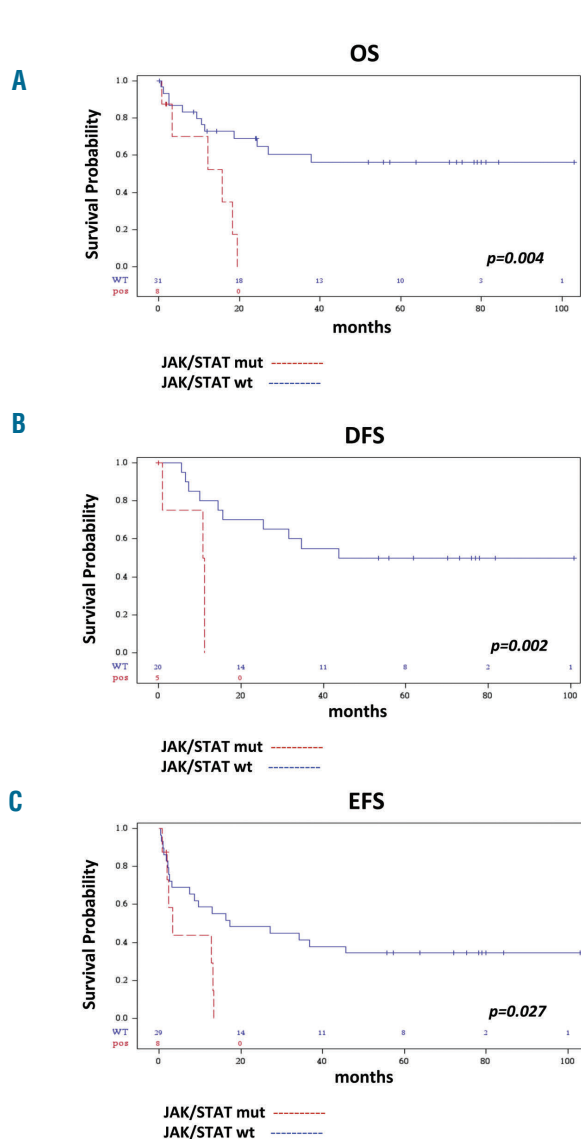 A
OS
Survival Probability
1.0
0.8
0.6
0.4
0.2
0.0
p=0.004
WT 31 18 13 10 3 1
pos 8 0
0 20 40 60 80 100
months
JAK/STAT mut ----------
JAK/STAT wt ----------
B
DFS
Survival Probability
1.0
0.8
0.6
0.4
0.2
0.0
p=0.002
WT 20 14 11 8 2 1
pos 5 0
0 20 40 60 80 100
months
JAK/STAT mut ----------
JAK/STAT wt ----------
C
EFS
Survival Probability
1.0
0.8
0.6
0.4
0.2
0.0
p=0.027
WT 29 14 11 8 2 1
pos 8 0
0 20 40 60 80 100
months
JAK/STAT mut ----------
JAK/STAT wt ----------